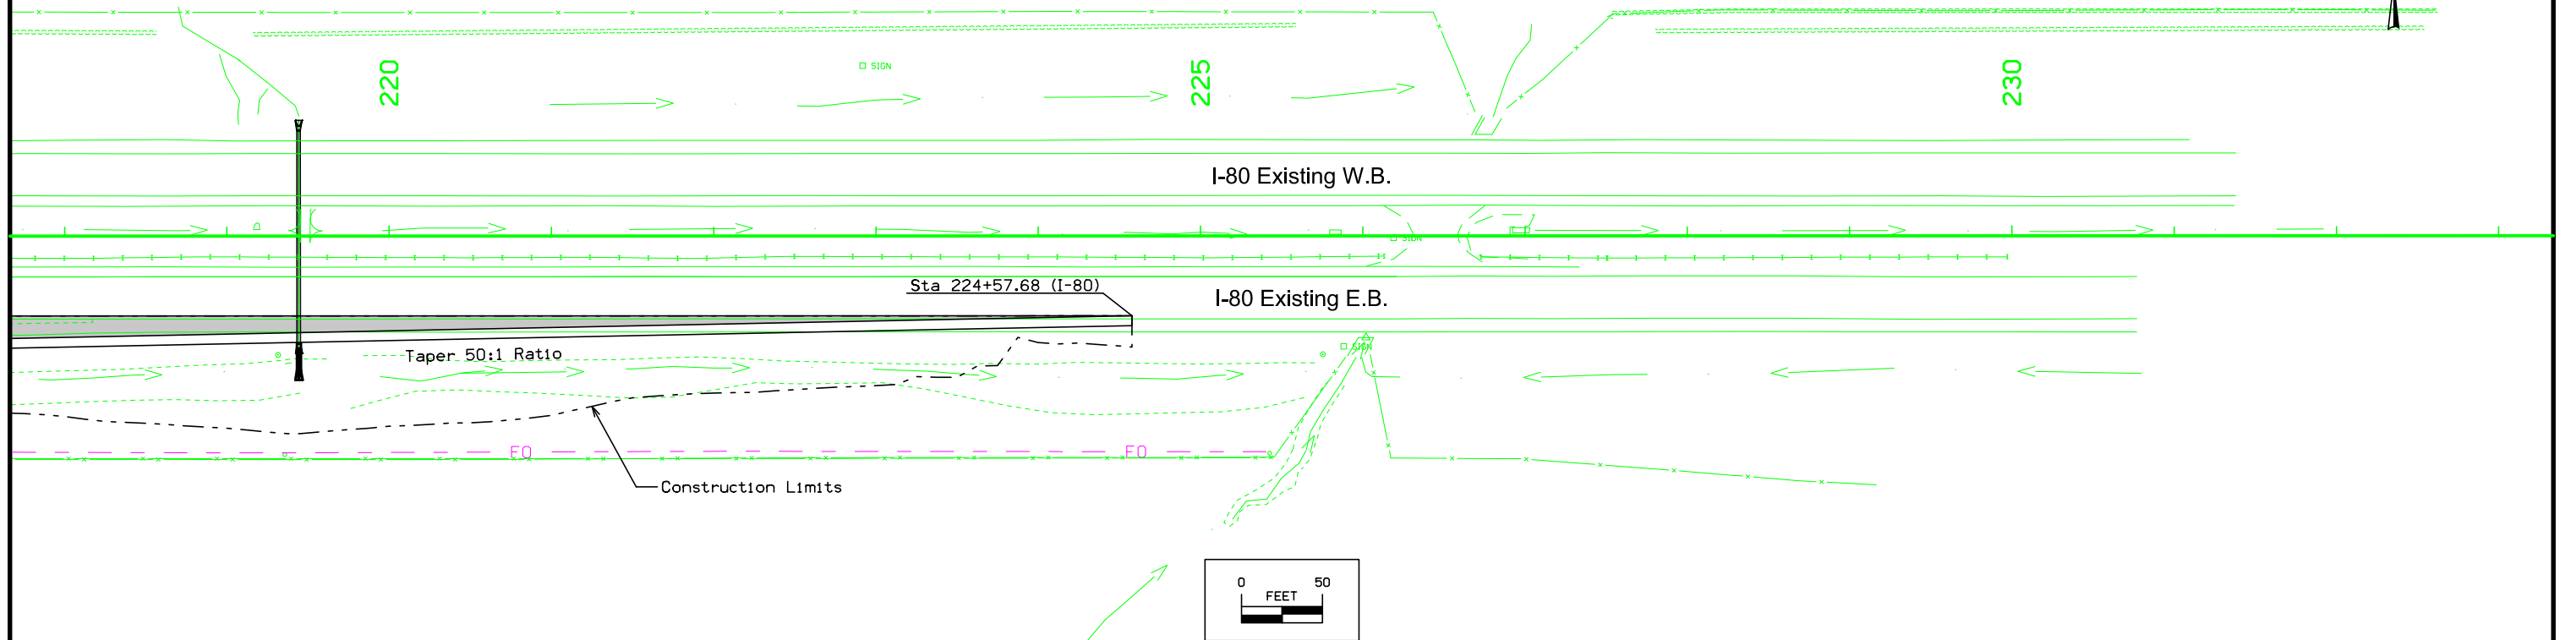 SIGN
220
225
230
I-80 Existing W.B.
SIGN
Sta 224+57.68 (I-80)
I-80 Existing E.B.
SIGN
Taper 50:1 Ratio
FO
FO
Construction Limits
0 50
FEET